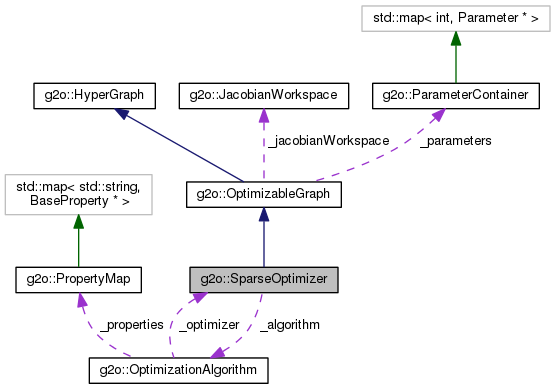 std::map< int, Parameter * >
g2o::HyperGraph
g2o::JacobianWorkspace
g2o::ParameterContainer
_jacobianWorkspace
_parameters
std::map< std::string,
BaseProperty * >
g2o::OptimizableGraph
g2o::PropertyMap
g2o::SparseOptimizer
_properties
_optimizer
_algorithm
g2o::OptimizationAlgorithm